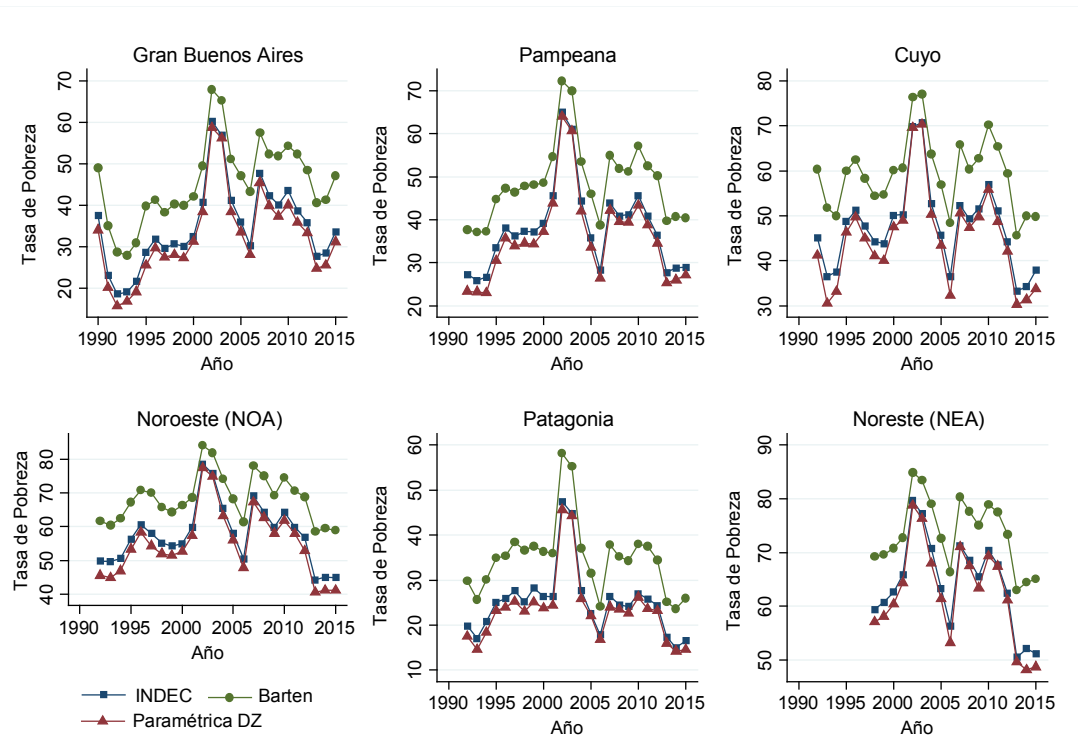 Gran Buenos Aires
Tasa de Pobreza
70
60
50
40
30
20
1990 1995 2000 2005 2010 2015
Año
Pampeana
Tasa de Pobreza
70
60
50
40
30
20
1990 1995 2000 2005 2010 2015
Año
Cuyo
Tasa de Pobreza
80
70
60
50
40
30
1990 1995 2000 2005 2010 2015
Año
Noroeste (NOA)
Tasa de Pobreza
80
70
60
50
40
1990 1995 2000 2005 2010 2015
Año
Patagonia
Tasa de Pobreza
60
50
40
30
20
10
1990 1995 2000 2005 2010 2015
Año
Noreste (NEA)
Tasa de Pobreza
90
80
70
60
50
1990 1995 2000 2005 2010 2015
Año
INDEC Barten
Paramétrica DZ